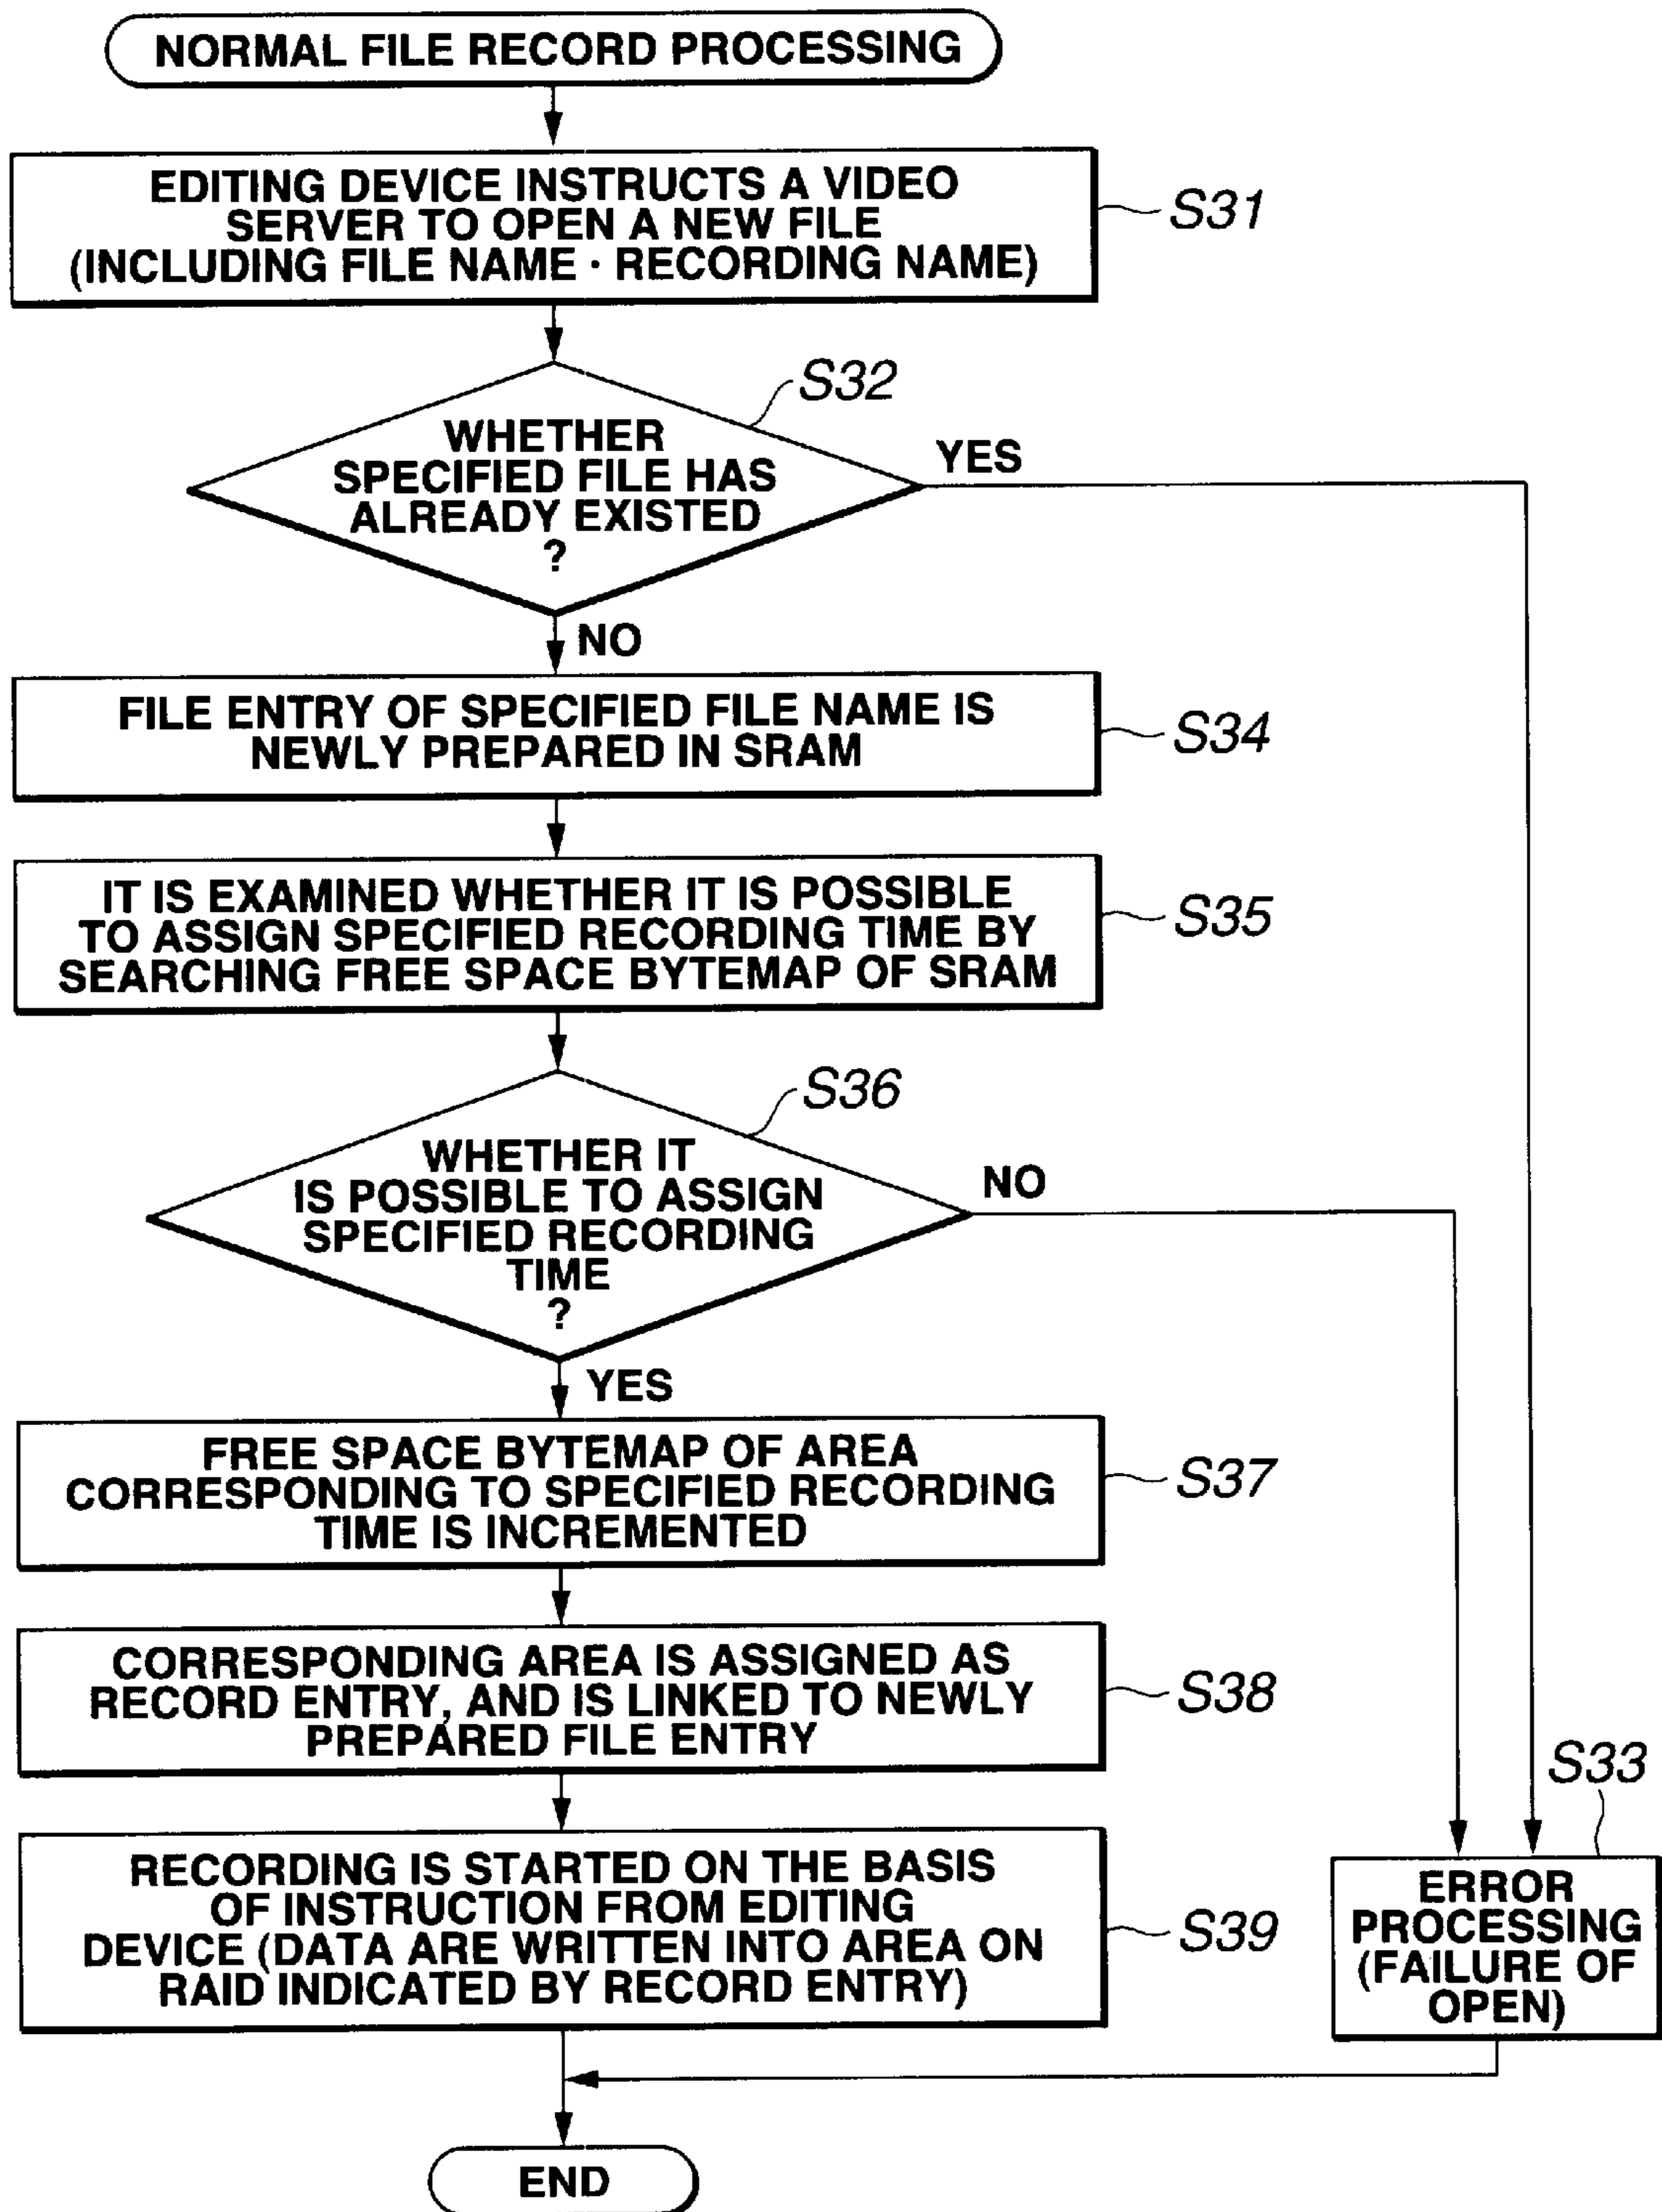 NORMAL FILE RECORD PROCESSING
EDITING DEVICE INSTRUCTS A VIDEO
SERVER TO OPEN A NEW FILE
(INCLUDING FILE NAME · RECORDING NAME)
S31
S32
WHETHER
SPECIFIED FILE HAS
ALREADY EXISTED
?
YES
NO
FILE ENTRY OF SPECIFIED FILE NAME IS
NEWLY PREPARED IN SRAM
S34
IT IS EXAMINED WHETHER IT IS POSSIBLE
TO ASSIGN SPECIFIED RECORDING TIME BY
SEARCHING FREE SPACE BYTEMAP OF SRAM
S35
S36
WHETHER IT
IS POSSIBLE TO ASSIGN
SPECIFIED RECORDING
TIME
?
NO
YES
FREE SPACE BYTEMAP OF AREA
CORRESPONDING TO SPECIFIED RECORDING
TIME IS INCREMENTED
S37
CORRESPONDING AREA IS ASSIGNED AS
RECORD ENTRY, AND IS LINKED TO NEWLY
PREPARED FILE ENTRY
S38
RECORDING IS STARTED ON THE BASIS
OF INSTRUCTION FROM EDITING
DEVICE (DATA ARE WRITTEN INTO AREA ON
RAID INDICATED BY RECORD ENTRY)
S39
S33
ERROR
PROCESSING
(FAILURE OF
OPEN)
END